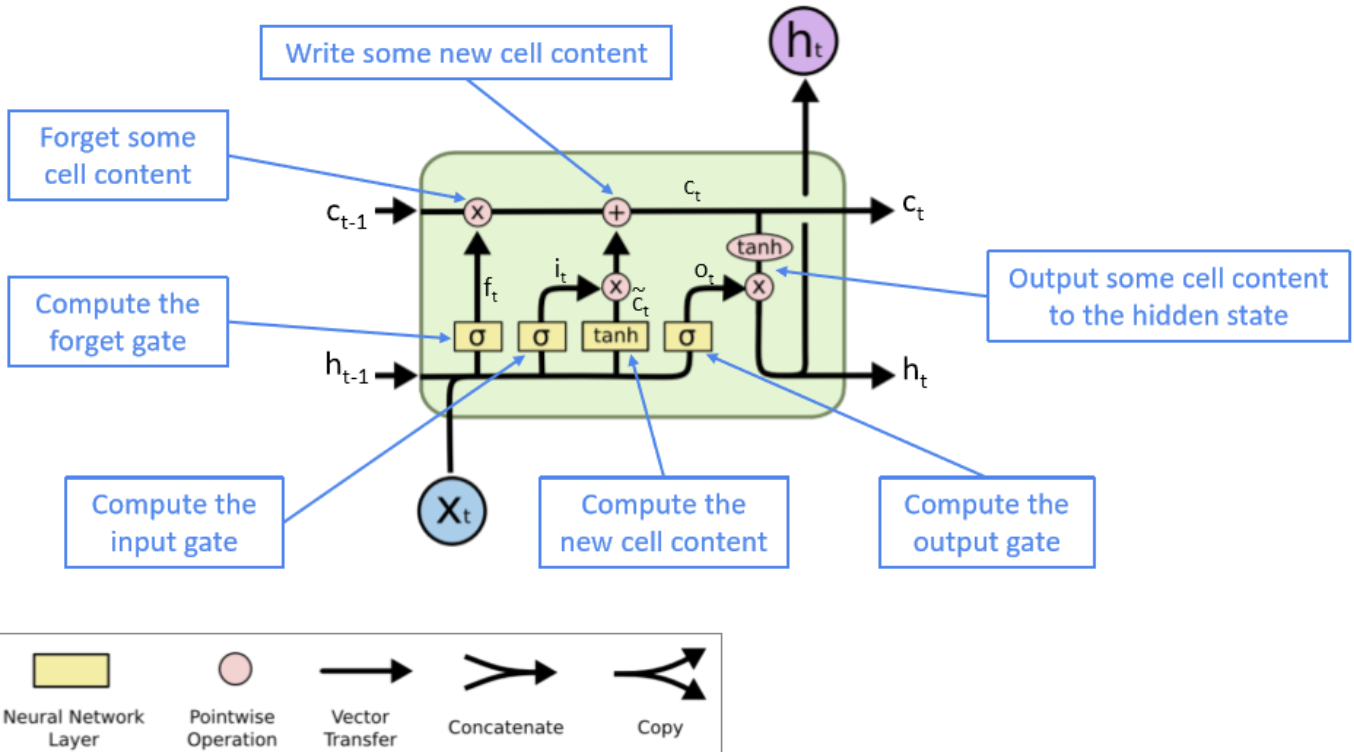 h_t
Write some new cell content
Forget some
cell content
c_t
c_{t-1}
x
+
c_t
tanh
Output some cell content
to the hidden state
i_t
o_t
f_t
x
c̃_t
x
Compute the
forget gate
σ
σ
tanh
σ
h_{t-1}
h_t
Compute the
input gate
X_t
Compute the
new cell content
Compute the
output gate
Neural Network
Layer
Pointwise
Operation
Vector
Transfer
Concatenate
Copy